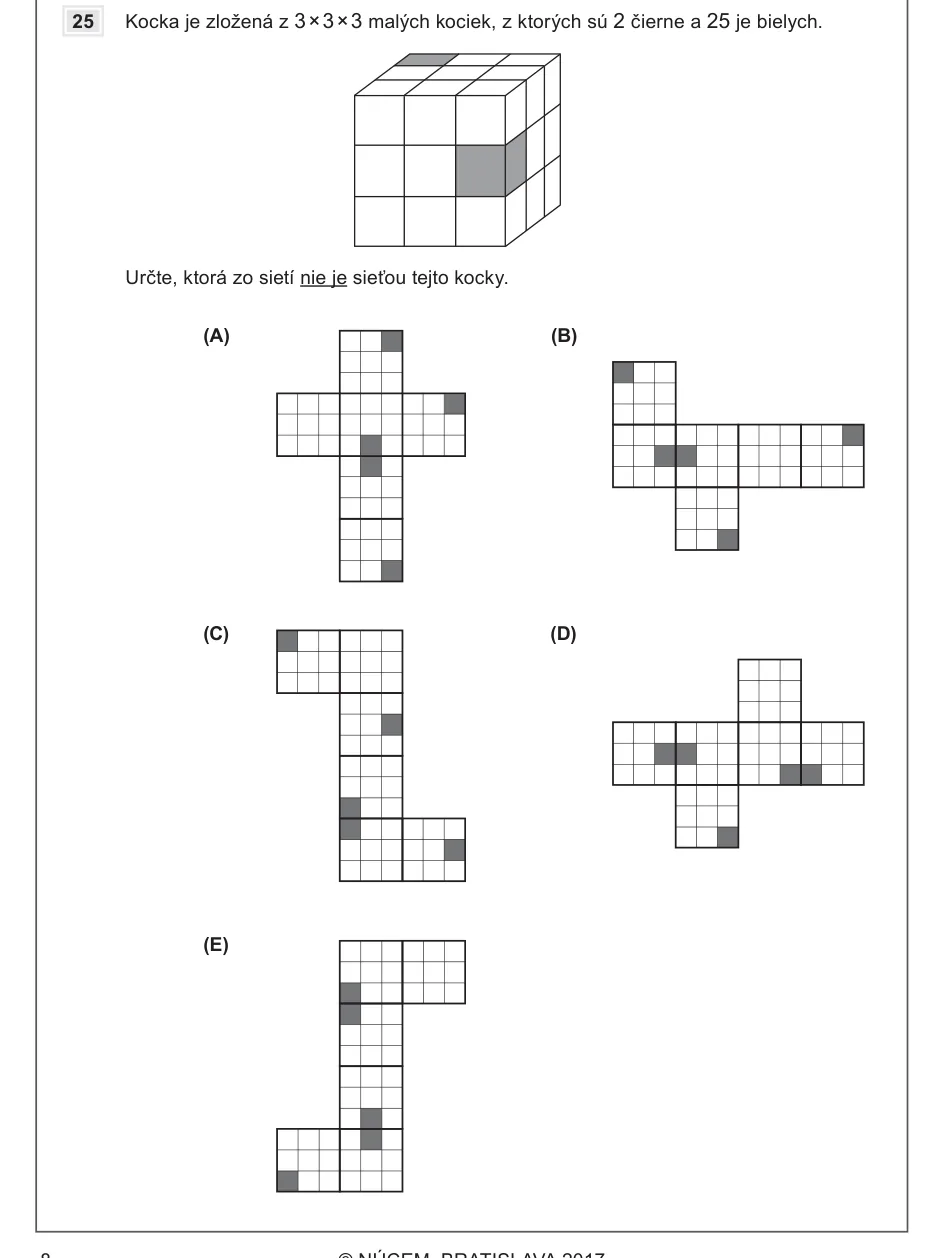 25 Kocka je zložená z 3×3×3 malých kociek, z ktorých sú 2 čierne a 25 je bielych.
Určte, ktorá zo sietí nie je sieťou tejto kocky.
(A) (B)
(C) (D)
(E)
8 © NÚCEM, BRATISLAVA 2017